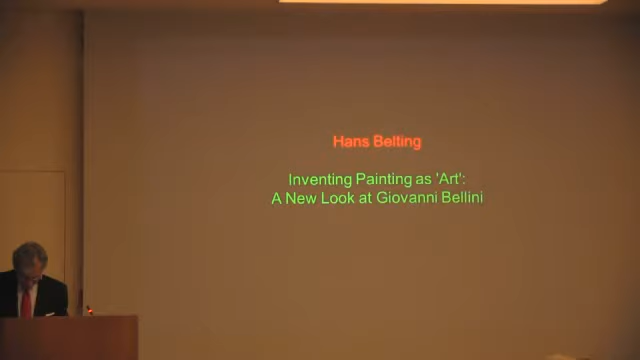 Hans Belting
Inventing Painting as 'Art':
A New Look at Giovanni Bellini